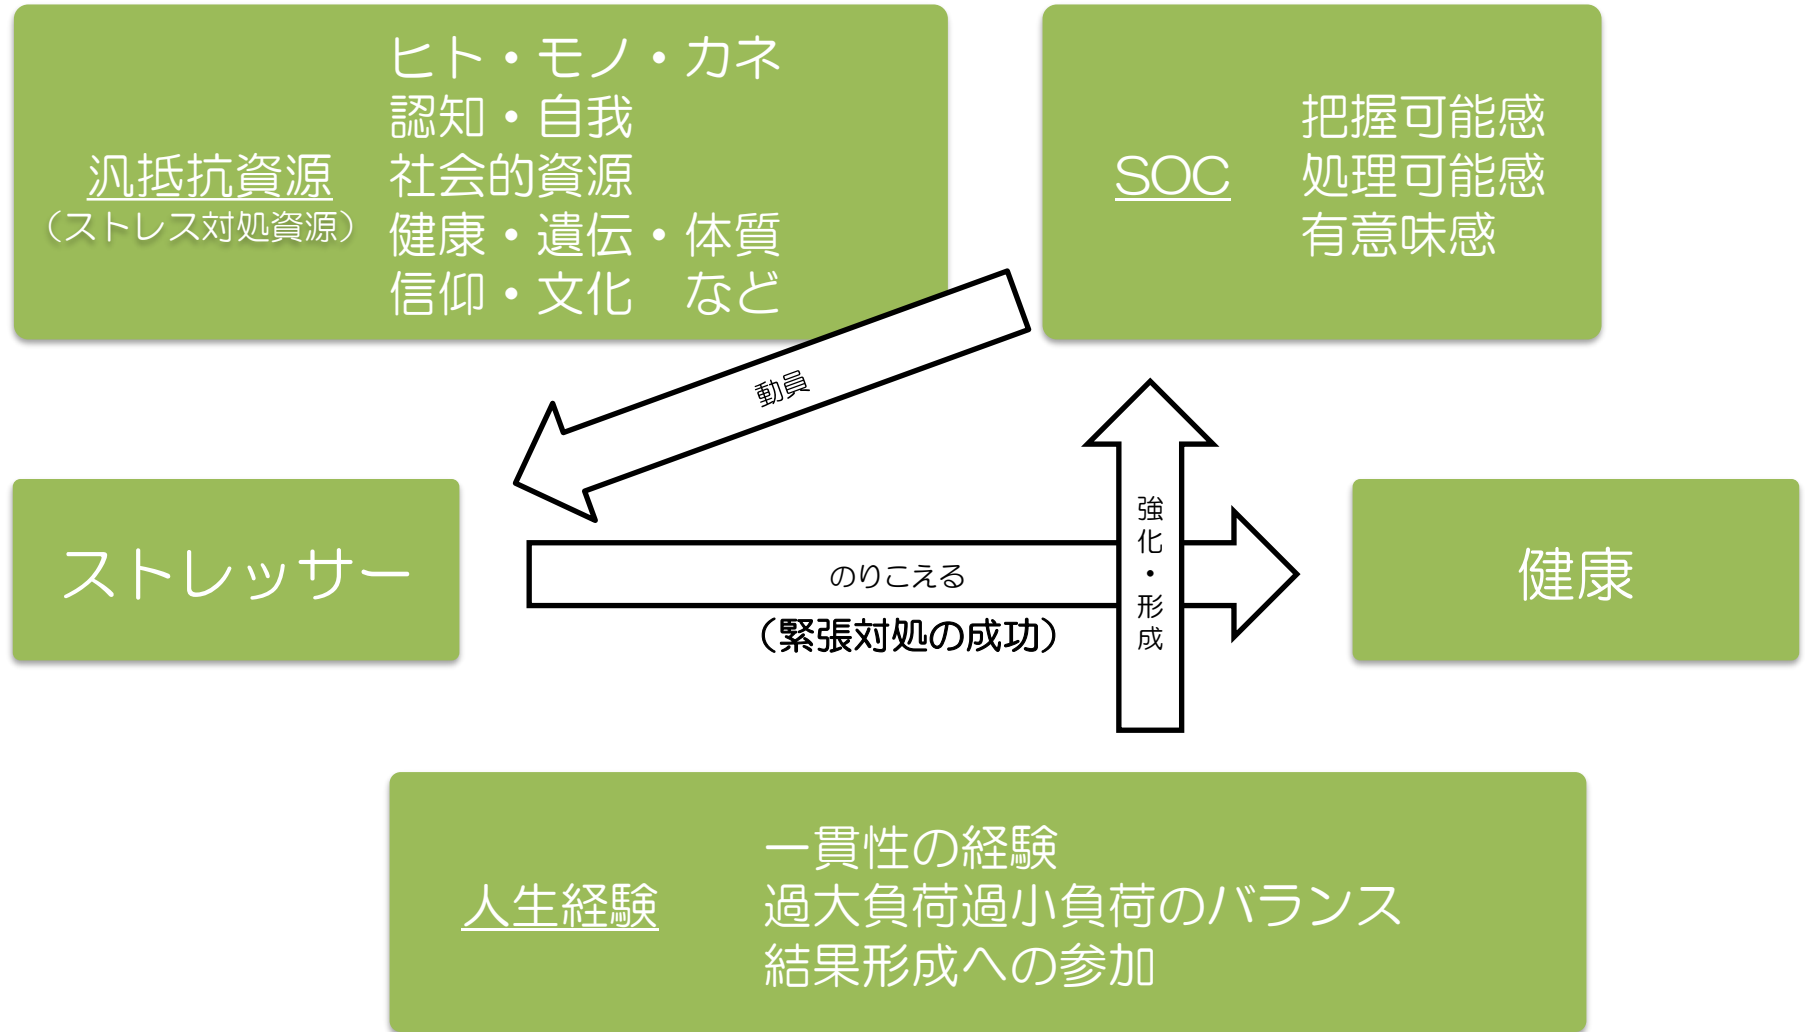 ヒト・モノ・カネ
認知・自我
汎抵抗資源 社会的資源
（ストレス対処資源） 健康・遺伝・体質
信仰・文化　など
把握可能感
SOC 処理可能感
有意味感
動員
ストレッサー
のりこえる
（緊張対処の成功）
強化・形成
健康
一貫性の経験
人生経験 過大負荷過小負荷のバランス
結果形成への参加